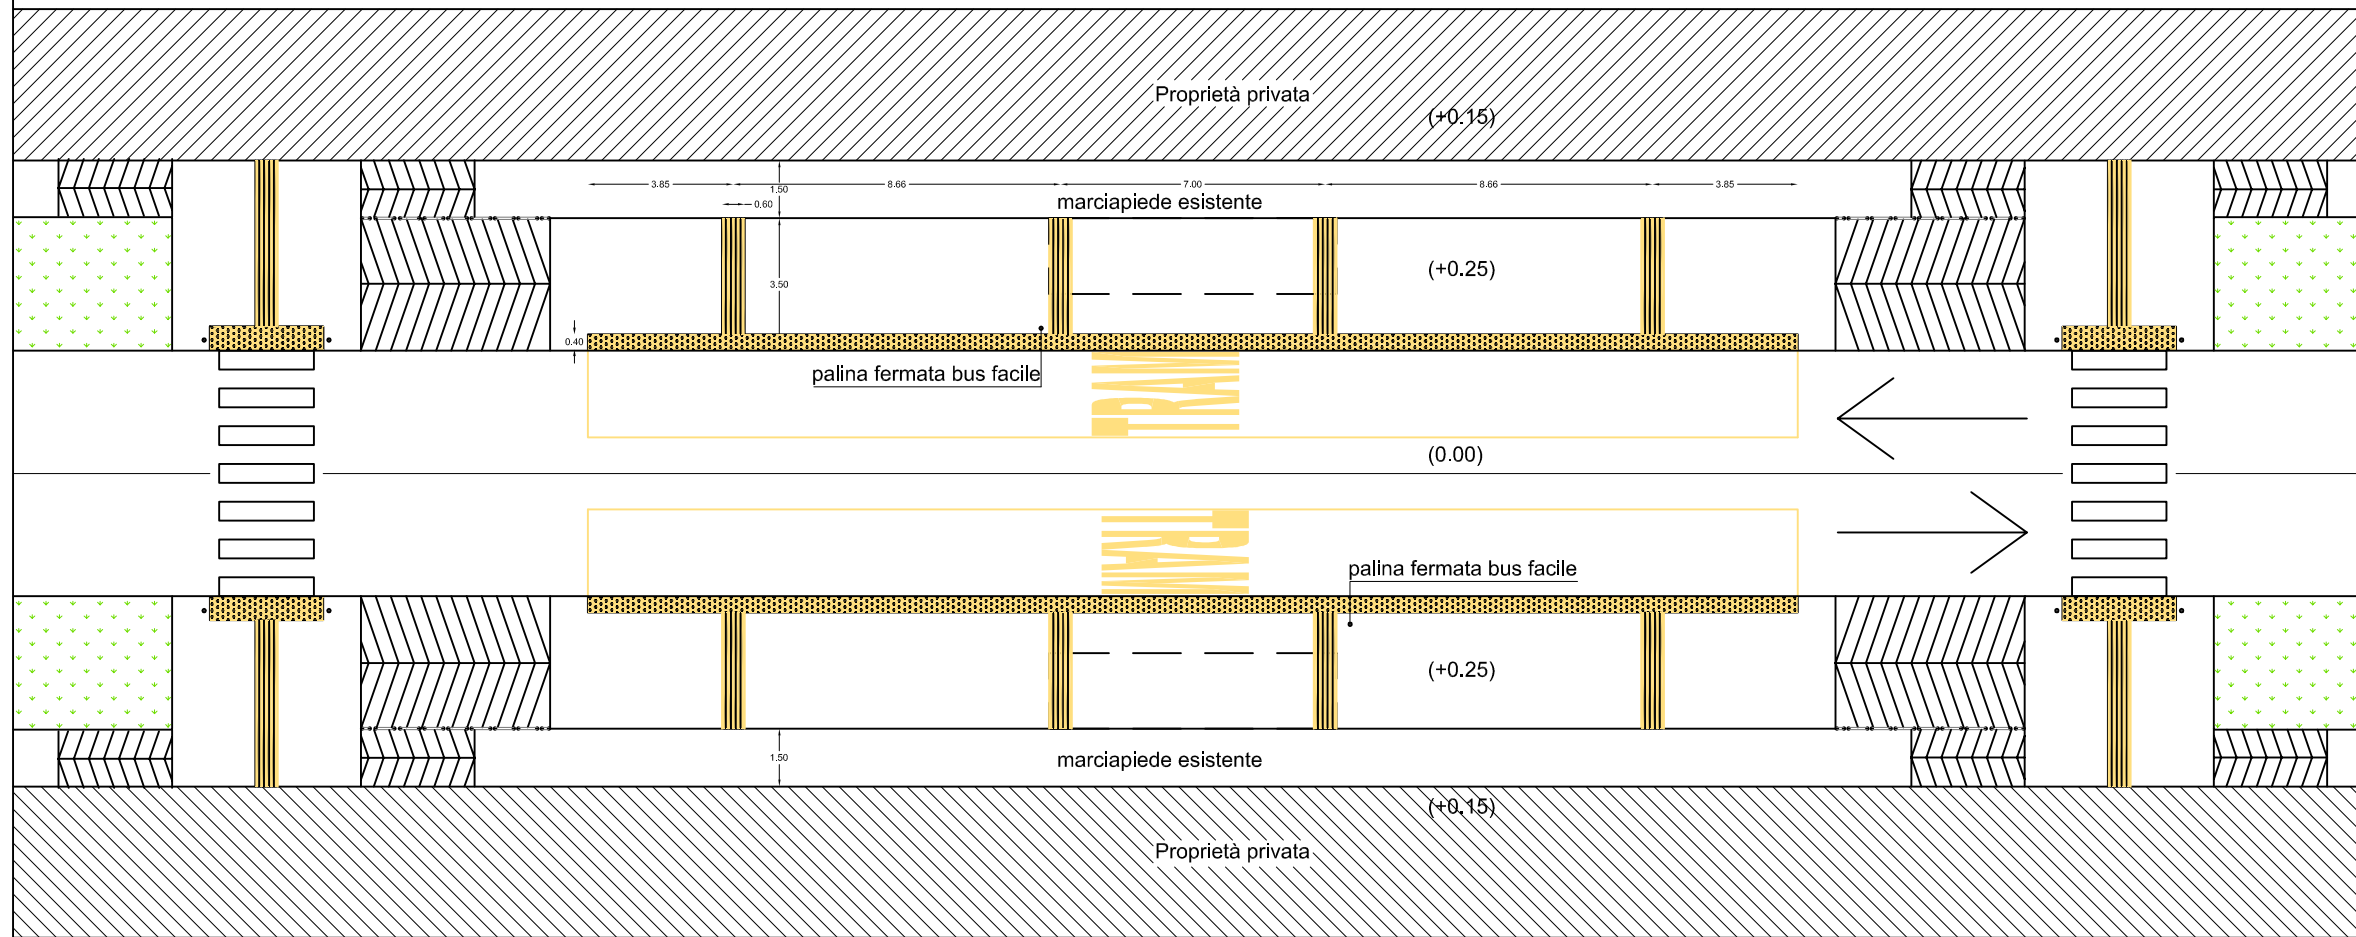 Proprietà privata
(+0.15)
3.85
8.66
7.00
8.66
3.85
1.50
0.60
marciapiede esistente
(+0.25)
3.50
0.40
palina fermata bus facile
TRAM
(0.00)
TRAM
palina fermata bus facile
(+0.25)
1.50
marciapiede esistente
(+0.15)
Proprietà privata